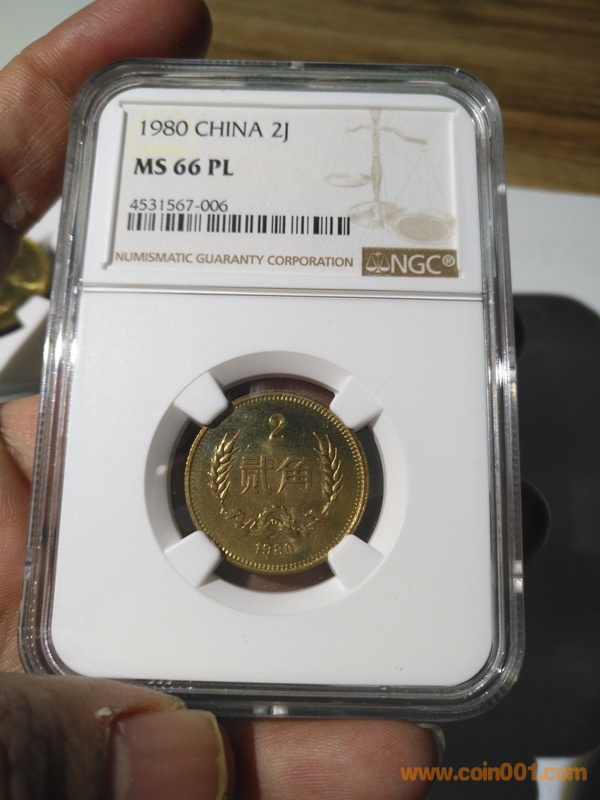 1980 CHINA 2J
MS 66 PL
4531567-006
NUMISMATIC GUARANTY CORPORATION
NGC®
2
贰角
1980
www.coin001.com